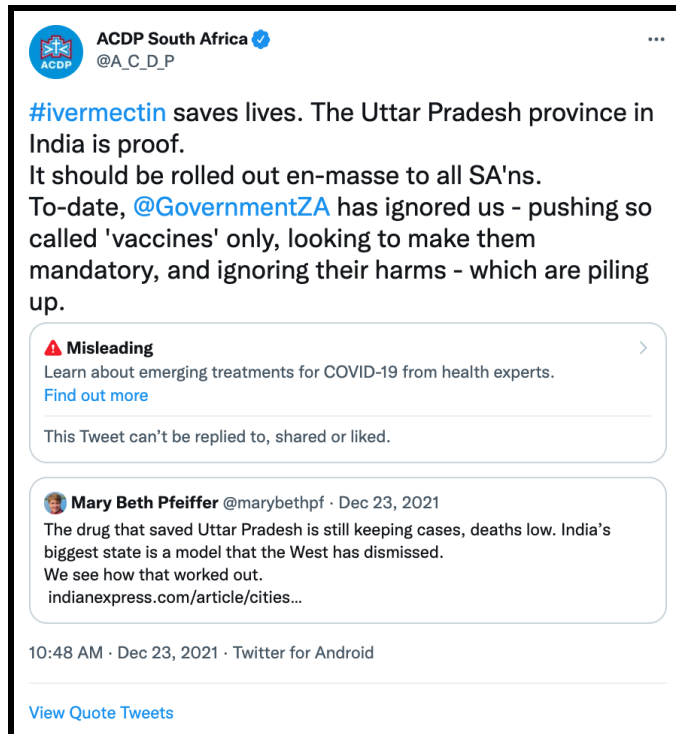 ACDP South Africa
ACDP
@A_C_D_P
#ivermectin saves lives. The Uttar Pradesh province in
India is proof.
It should be rolled out en-masse to all SA'ns.
To-date, @GovernmentZA has ignored us - pushing so
called 'vaccines' only, looking to make them
mandatory, and ignoring their harms - which are piling
up.
Misleading
Learn about emerging treatments for COVID-19 from health experts.
Find out more
This Tweet can’t be replied to, shared or liked.
Mary Beth Pfeiffer @marybethpf · Dec 23, 2021
The drug that saved Uttar Pradesh is still keeping cases, deaths low. India’s
biggest state is a model that the West has dismissed.
We see how that worked out.
indianexpress.com/article/cities...
10:48 AM · Dec 23, 2021 · Twitter for Android
View Quote Tweets